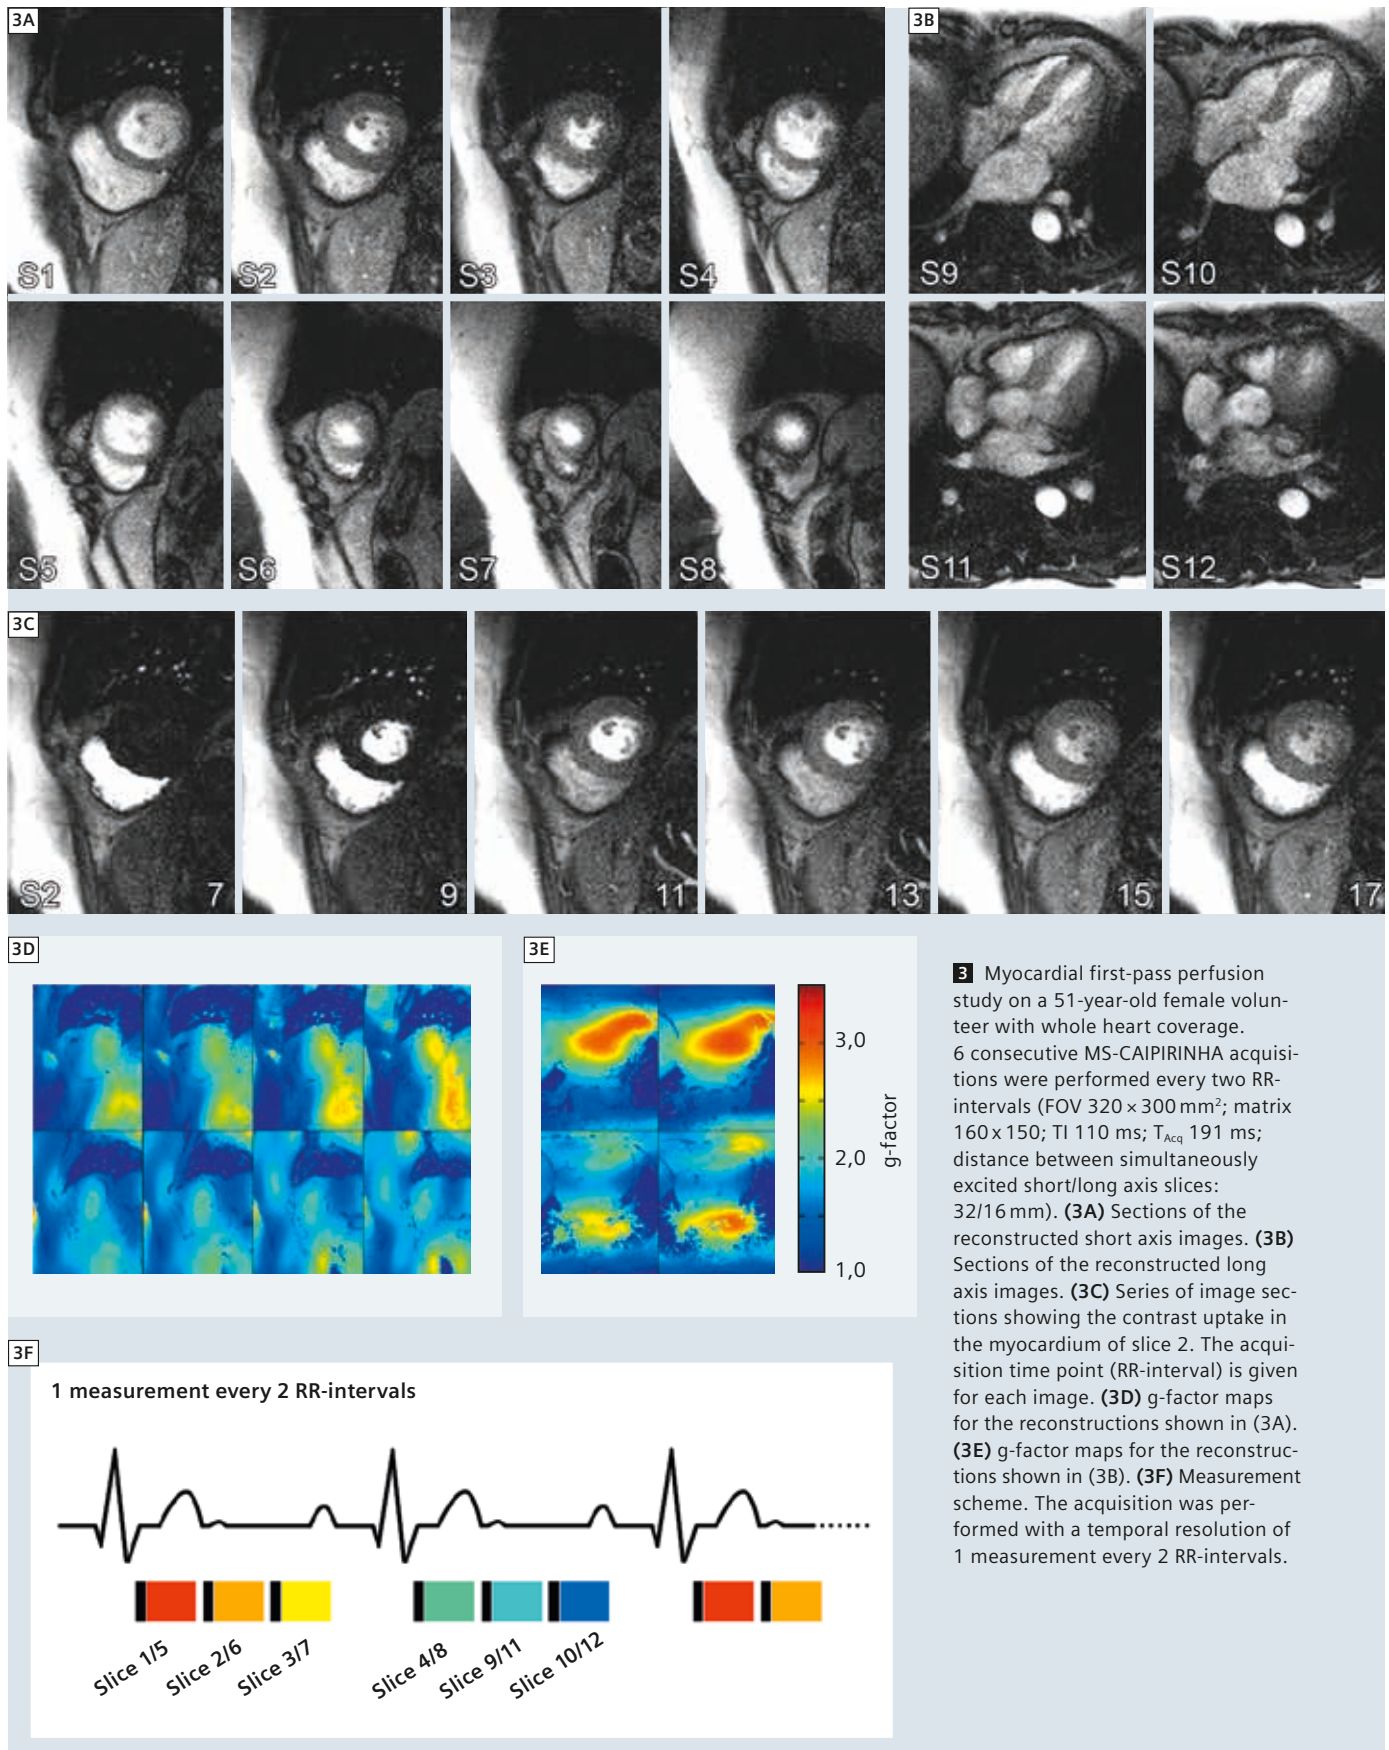 3A
3B
S1
S2
S3
S4
S9
S10
S5
S6
S7
S8
S11
S12
3C
S2
7
9
11
13
15
17
3D
3E
3,0
2,0
1,0
g-factor
3 Myocardial first-pass perfusion
study on a 51-year-old female volun-
teer with whole heart coverage.
6 consecutive MS-CAIPIRINHA acquisi-
tions were performed every two RR-
intervals (FOV 320 × 300 mm²; matrix
160 x 150; TI 110 ms; TAcq 191 ms;
distance between simultaneously
excited short/long axis slices:
32/16 mm). (3A) Sections of the
reconstructed short axis images. (3B)
Sections of the reconstructed long
axis images. (3C) Series of image sec-
tions showing the contrast uptake in
the myocardium of slice 2. The acqui-
sition time point (RR-interval) is given
for each image. (3D) g-factor maps
for the reconstructions shown in (3A).
(3E) g-factor maps for the reconstruc-
tions shown in (3B). (3F) Measurement
scheme. The acquisition was per-
formed with a temporal resolution of
1 measurement every 2 RR-intervals.
3F
1 measurement every 2 RR-intervals
Slice 1/5
Slice 2/6
Slice 3/7
Slice 4/8
Slice 9/11
Slice 10/12